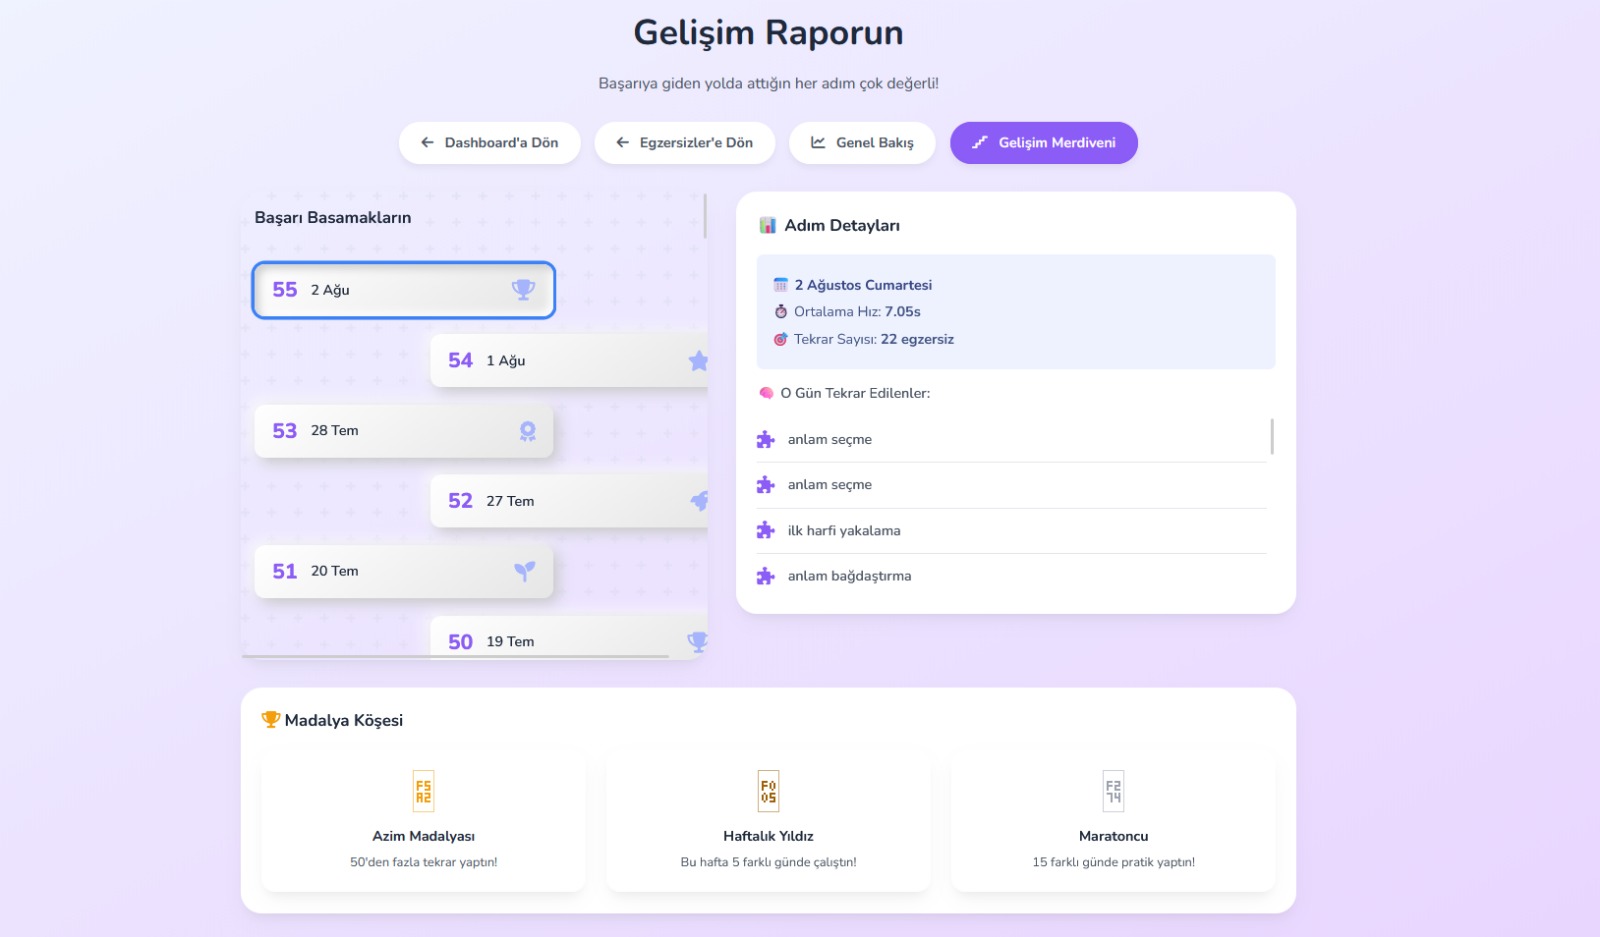 Gelişim Raporun
Başarıya giden yolda attığın her adım çok değerli!
Dashboard'a Dön
Egzersizler'e Dön
Genel Bakış
Gelişim Merdiveni
Başarı Basamakların
55 2 Ağu
54 1 Ağu
53 28 Tem
52 27 Tem
51 20 Tem
50 19 Tem
Adım Detayları
2 Ağustos Cumartesi
Ortalama Hız: 7.05s
Tekrar Sayısı: 22 egzersiz
O Gün Tekrar Edilenler:
anlam seçme
anlam seçme
ilk harfi yakalama
anlam bağdaştırma
Madalya Köşesi
F5
A2
Azim Madalyası
50'den fazla tekrar yaptın!
F0
05
Haftalık Yıldız
Bu hafta 5 farklı günde çalıştın!
F2
74
Maratoncu
15 farklı günde pratik yaptın!